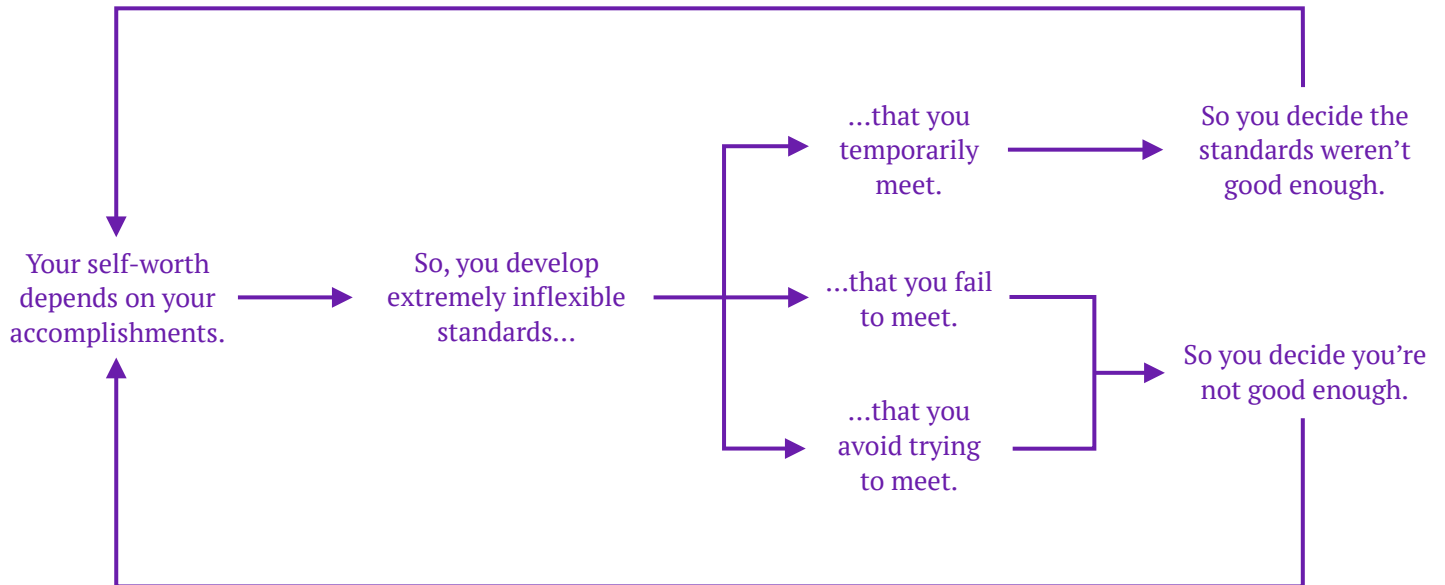 Your self-worth
depends on your
accomplishments.
So, you develop
extremely inflexible
standards...
...that you
temporarily
meet.
So you decide the
standards weren't
good enough.
...that you fail
to meet.
...that you
avoid trying
to meet.
So you decide you’re
not good enough.